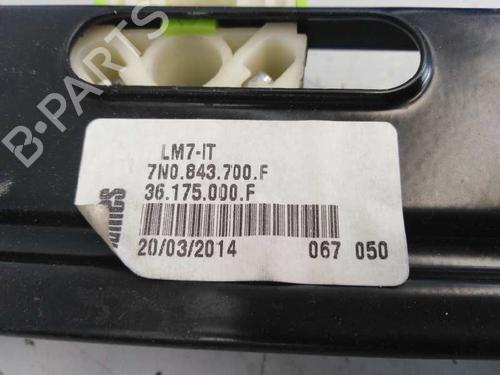 B-PARTS
LM7-IT
7N0.843.700.F
36.175.000.F
20/03/2014 067 050